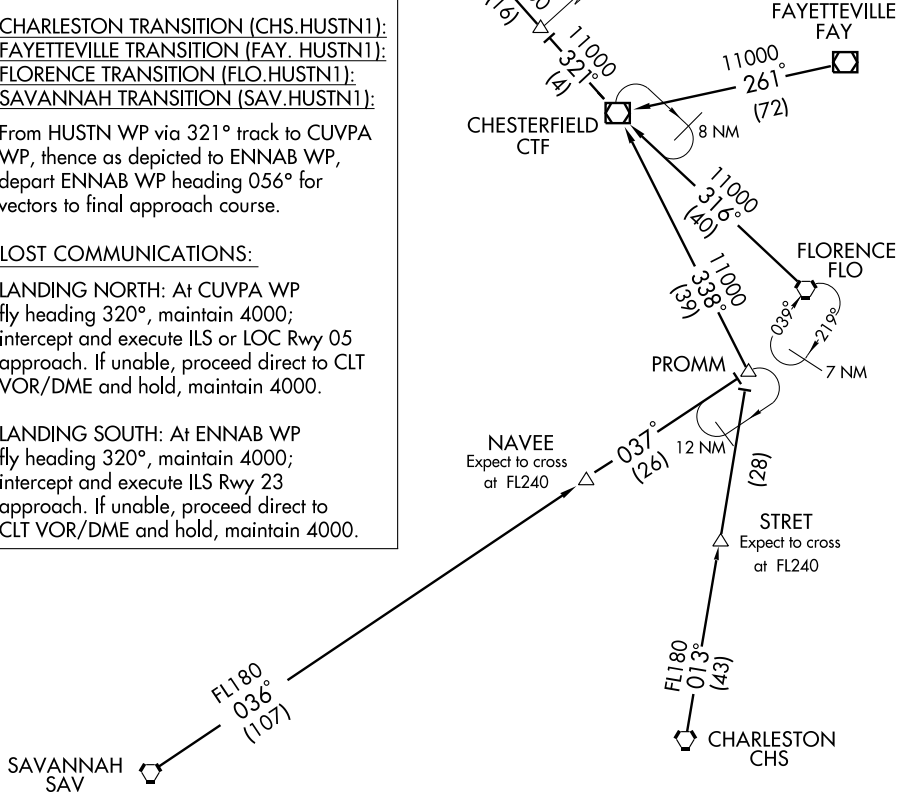 CHARLESTON TRANSITION (CHS.HUSTN1):
FAYETTEVILLE TRANSITION (FAY. HUSTN1):
FLORENCE TRANSITION (FLO.HUSTN1):
SAVANNAH TRANSITION (SAV.HUSTN1):
From HUSTN WP via 321° track to CUVPA
WP, thence as depicted to ENNAB WP,
depart ENNAB WP heading 056° for
vectors to final approach course.
LOST COMMUNICATIONS:
LANDING NORTH: At CUVPA WP
fly heading 320°, maintain 4000;
intercept and execute ILS or LOC Rwy 05
approach. If unable, proceed direct to CLT
VOR/DME and hold, maintain 4000.
LANDING SOUTH: At ENNAB WP
fly heading 320°, maintain 4000;
intercept and execute ILS Rwy 23
approach. If unable, proceed direct to
CLT VOR/DME and hold, maintain 4000.
(16)
11000
321°
(4)
FAYETTEVILLE
FAY
11000
261°
(72)
CHESTERFIELD
CTF
8 NM
11000
316°
(40)
FLORENCE
FLO
039°
219°
7 NM
11000
338°
(39)
PROMM
12 NM
NAVEE
Expect to cross
at FL240
037°
(26)
(28)
STRET
Expect to cross
at FL240
FL180
013°
(43)
CHARLESTON
CHS
FL180
036°
(107)
SAVANNAH
SAV